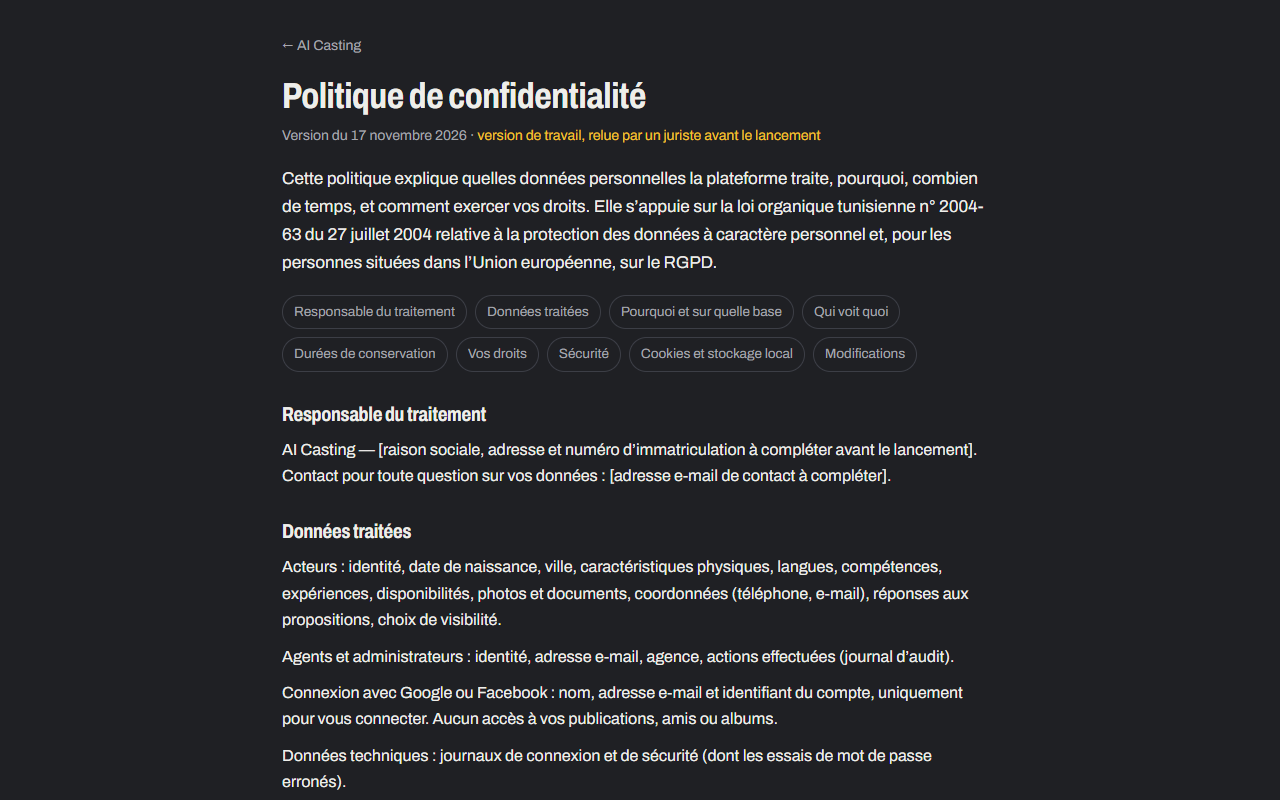 ← AI Casting
Politique de confidentialité
Version du 17 novembre 2026 · version de travail, relue par un juriste avant le lancement
Cette politique explique quelles données personnelles la plateforme traite, pourquoi, combien
de temps, et comment exercer vos droits. Elle s’appuie sur la loi organique tunisienne n° 2004-
63 du 27 juillet 2004 relative à la protection des données à caractère personnel et, pour les
personnes situées dans l’Union européenne, sur le RGPD.
Responsable du traitement Données traitées Pourquoi et sur quelle base Qui voit quoi
Durées de conservation Vos droits Sécurité Cookies et stockage local Modifications
Responsable du traitement
AI Casting — [raison sociale, adresse et numéro d’immatriculation à compléter avant le lancement].
Contact pour toute question sur vos données : [adresse e-mail de contact à compléter].
Données traitées
Acteurs : identité, date de naissance, ville, caractéristiques physiques, langues, compétences,
expériences, disponibilités, photos et documents, coordonnées (téléphone, e-mail), réponses aux
propositions, choix de visibilité.
Agents et administrateurs : identité, adresse e-mail, agence, actions effectuées (journal d’audit).
Connexion avec Google ou Facebook : nom, adresse e-mail et identifiant du compte, uniquement
pour vous connecter. Aucun accès à vos publications, amis ou albums.
Données techniques : journaux de connexion et de sécurité (dont les essais de mot de passe
erronés).